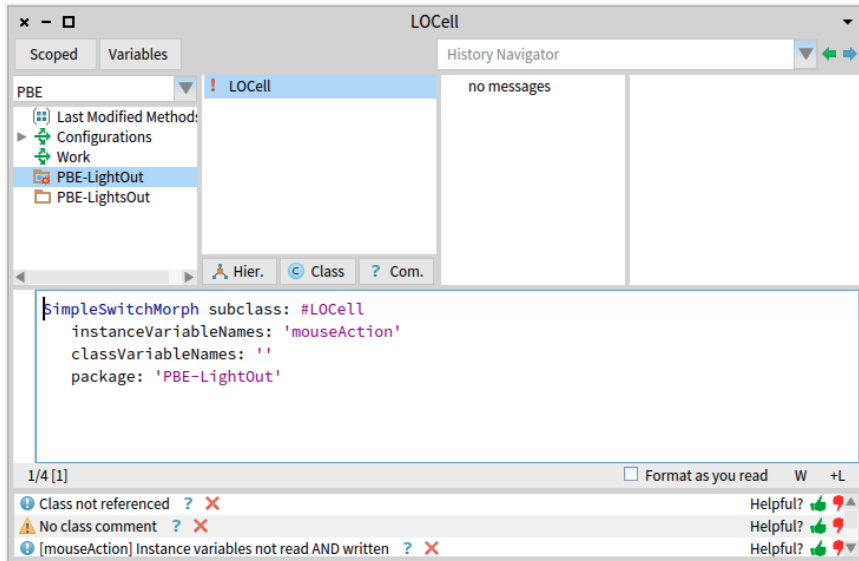 LOCell
Scoped Variables History Navigator
PBE
Last Modified Methods
Configurations
Work
PBE-LightOut
PBE-LightsOut
! LOCell
no messages
Hier. C Class ? Com.
SimpleSwitchMorph subclass: #LOCell
instanceVariableNames: 'mouseAction'
classVariableNames: ''
package: 'PBE-LightOut'
1/4 [1] Format as you read W +L
Class not referenced ? Helpful?
No class comment ? Helpful?
[mouseAction] Instance variables not read AND written ? Helpful?